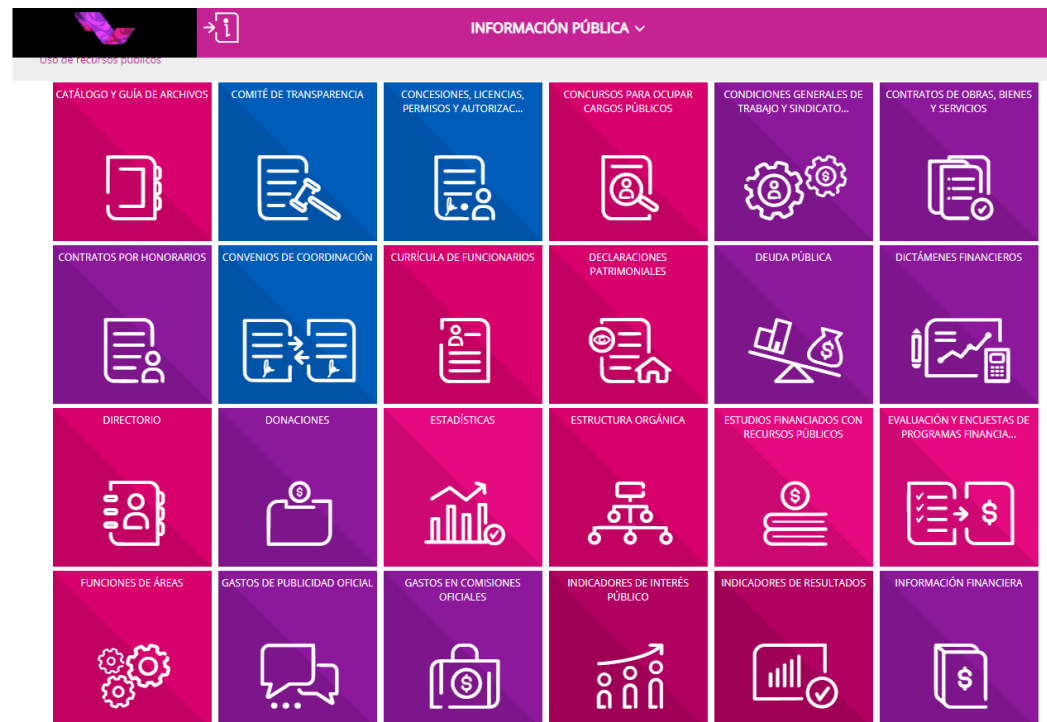 INFORMACIÓN PÚBLICA
Uso de recursos públicos
CATÁLOGO Y GUÍA DE ARCHIVOS
COMITÉ DE TRANSPARENCIA
CONCESIONES, LICENCIAS,
PERMISOS Y AUTORIZAC...
CONCURSOS PARA OCUPAR
CARGOS PÚBLICOS
CONDICIONES GENERALES DE
TRABAJO Y SINDICATO...
CONTRATOS DE OBRAS, BIENES
Y SERVICIOS
CONTRATOS POR HONORARIOS
CONVENIOS DE COORDINACIÓN
CURRÍCULA DE FUNCIONARIOS
DECLARACIONES
PATRIMONIALES
DEUDA PÚBLICA
DICTÁMENES FINANCIEROS
DIRECTORIO
DONACIONES
ESTADÍSTICAS
ESTRUCTURA ORGÁNICA
ESTUDIOS FINANCIADOS CON
RECURSOS PÚBLICOS
EVALUACIÓN Y ENCUESTAS DE
PROGRAMAS FINANCIA...
FUNCIONES DE ÁREAS
GASTOS DE PUBLICIDAD OFICIAL
GASTOS EN COMISIONES
OFICIALES
INDICADORES DE INTERÉS
PÚBLICO
INDICADORES DE RESULTADOS
INFORMACIÓN FINANCIERA